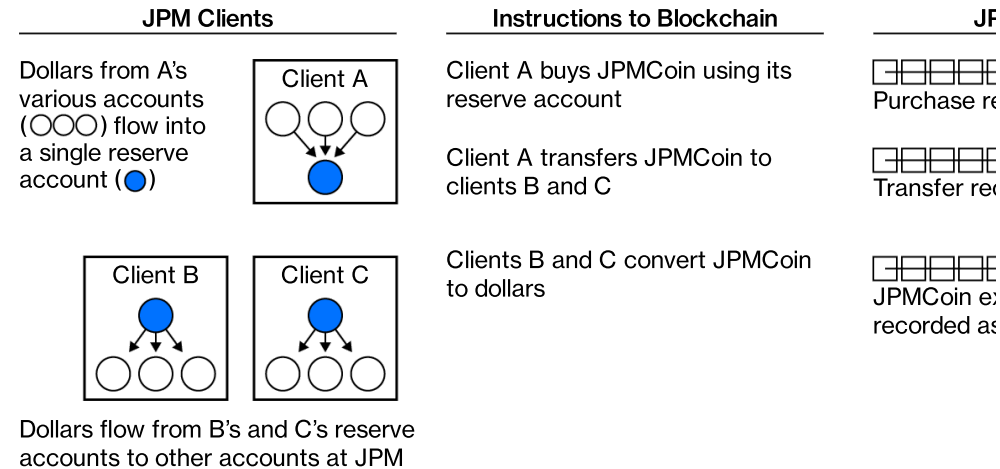 JPM Clients
Dollars from A's
various accounts
(○○○) flow into
a single reserve
account (●)
Client A
Client B
Client C
Dollars flow from B's and C's reserve
accounts to other accounts at JPM
Instructions to Blockchain
Client A buys JPMCoin using its
reserve account
Client A transfers JPMCoin to
clients B and C
Clients B and C convert JPMCoin
to dollars
Purchase
Transfer
JPMCoin
recorded